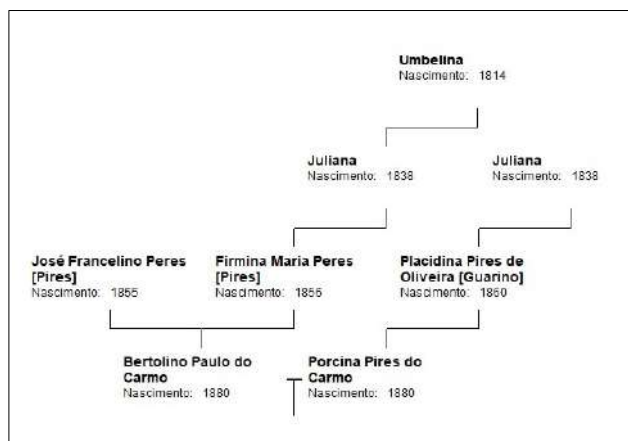 Umbelina
Nascimento: 1814
Juliana
Nascimento: 1838
Juliana
Nascimento: 1838
José Francelino Peres
[Pires]
Nascimento: 1855
Firmina Maria Peres
[Pires]
Nascimento: 1856
Placidina Pires de
Oliveira [Guarino]
Nascimento: 1860
Bertolino Paulo do
Carmo
Nascimento: 1880
Porcina Pires do
Carmo
Nascimento: 1880